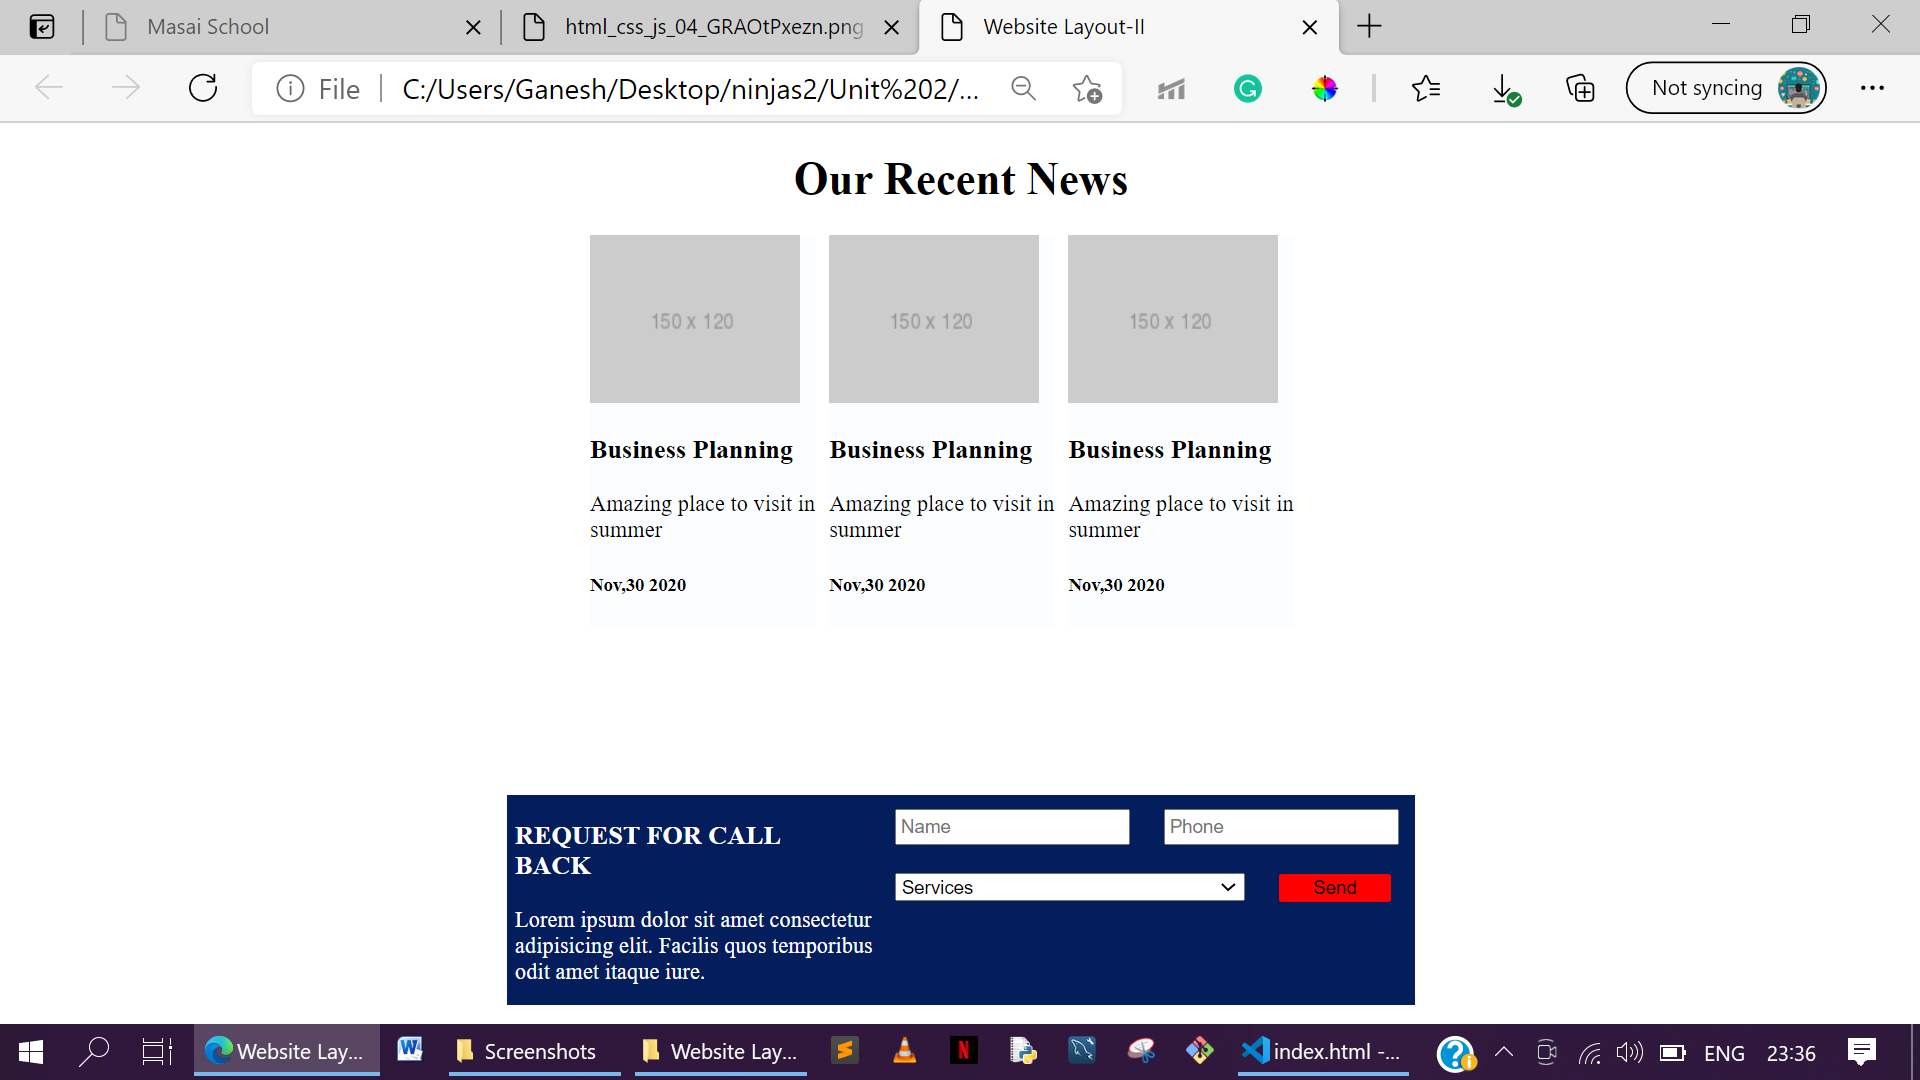 Masai School
html_css_js_04_GRAOtPxezn.png
Website Layout-II
File
C:/Users/Ganesh/Desktop/ninjas2/Unit%202/...
Not syncing
Our Recent News
150 x 120
150 x 120
150 x 120
Business Planning
Business Planning
Business Planning
Amazing place to visit in
summer
Amazing place to visit in
summer
Amazing place to visit in
summer
Nov,30 2020
Nov,30 2020
Nov,30 2020
REQUEST FOR CALL
BACK
Lorem ipsum dolor sit amet consectetur
adipisicing elit. Facilis quos temporibus
odit amet itaque iure.
Name
Phone
Services
Send
Website Lay...
Screenshots
Website Lay...
index.html -...
ENG
23:36